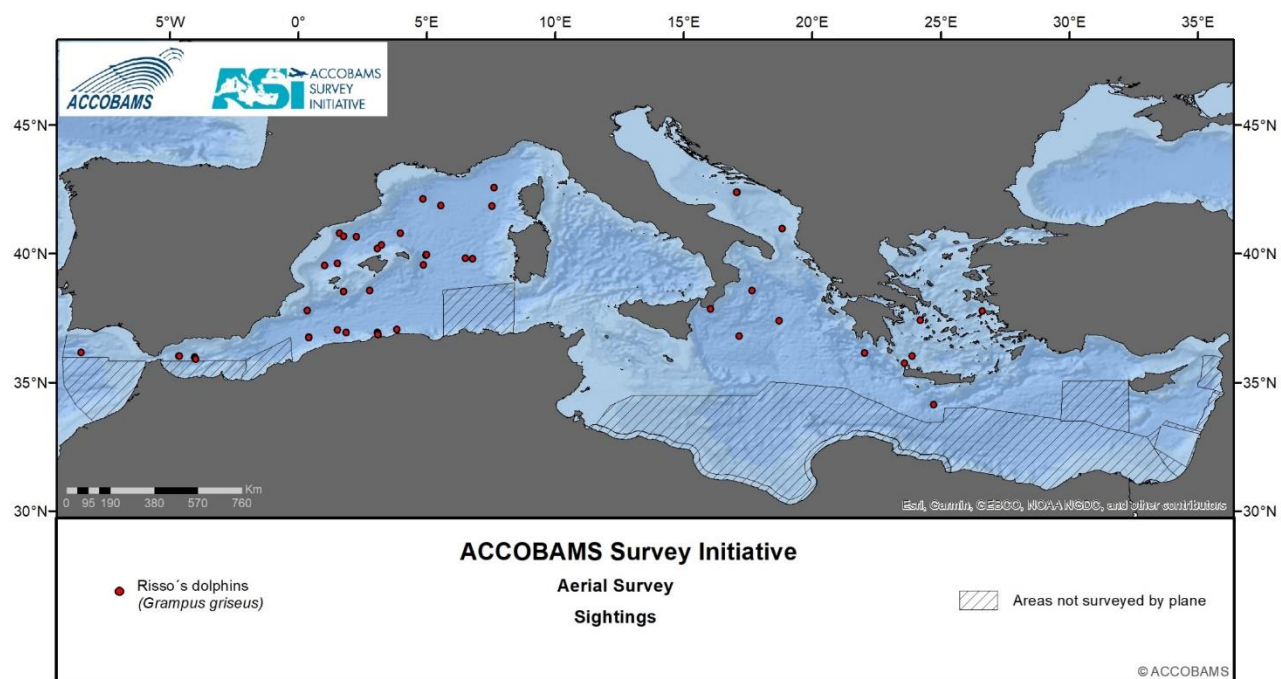 5°W 0° 5°E 10°E 15°E 20°E 25°E 30°E 35°E
ACCOBAMS
ASI ACCOBAMS
SURVEY
INITIATIVE
45°N 45°N
40°N 40°N
35°N 35°N
Km
0 95 190 380 570 760
Esri, Garmin, GEBCO, NOAA NGDC, and other contributors
30°N 30°N
ACCOBAMS Survey Initiative
Aerial Survey
Sightings
Risso´s dolphins
(Grampus griseus)
Areas not surveyed by plane
© ACCOBAMS